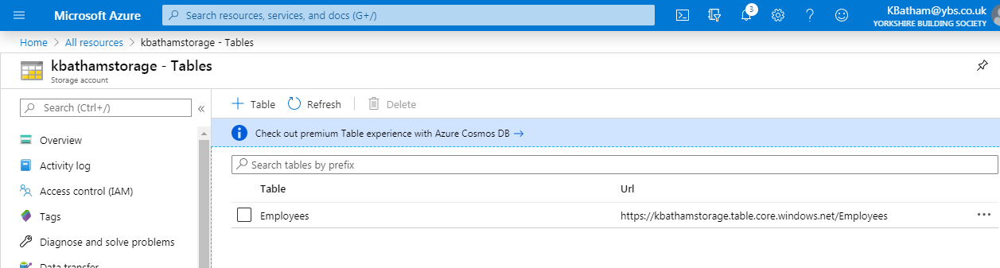 Microsoft Azure
Search resources, services, and docs (G+/)
3
KBatham@ybs.co.uk
YORKSHIRE BUILDING SOCIETY
Home > All resources > kbathamstorage - Tables
kbathamstorage - Tables
Storage account
Search (Ctrl+/)
«
Overview
Activity log
Access control (IAM)
Tags
Diagnose and solve problems
Data transfer
+ Table
Refresh
Delete
Check out premium Table experience with Azure Cosmos DB →
Search tables by prefix
Table Url
Employees https://kbathamstorage.table.core.windows.net/Employees